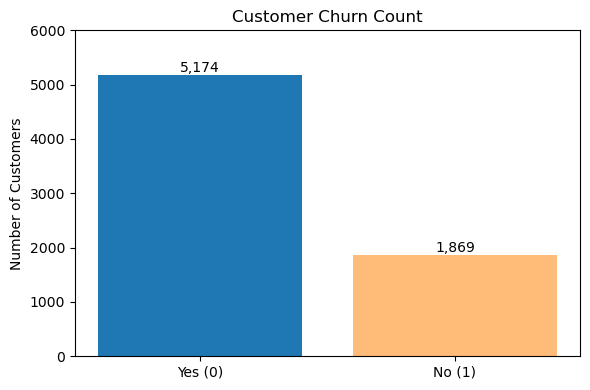 Customer Churn Count
Number of Customers
6000
5000
4000
3000
2000
1000
0
5,174
1,869
Yes (0)
No (1)